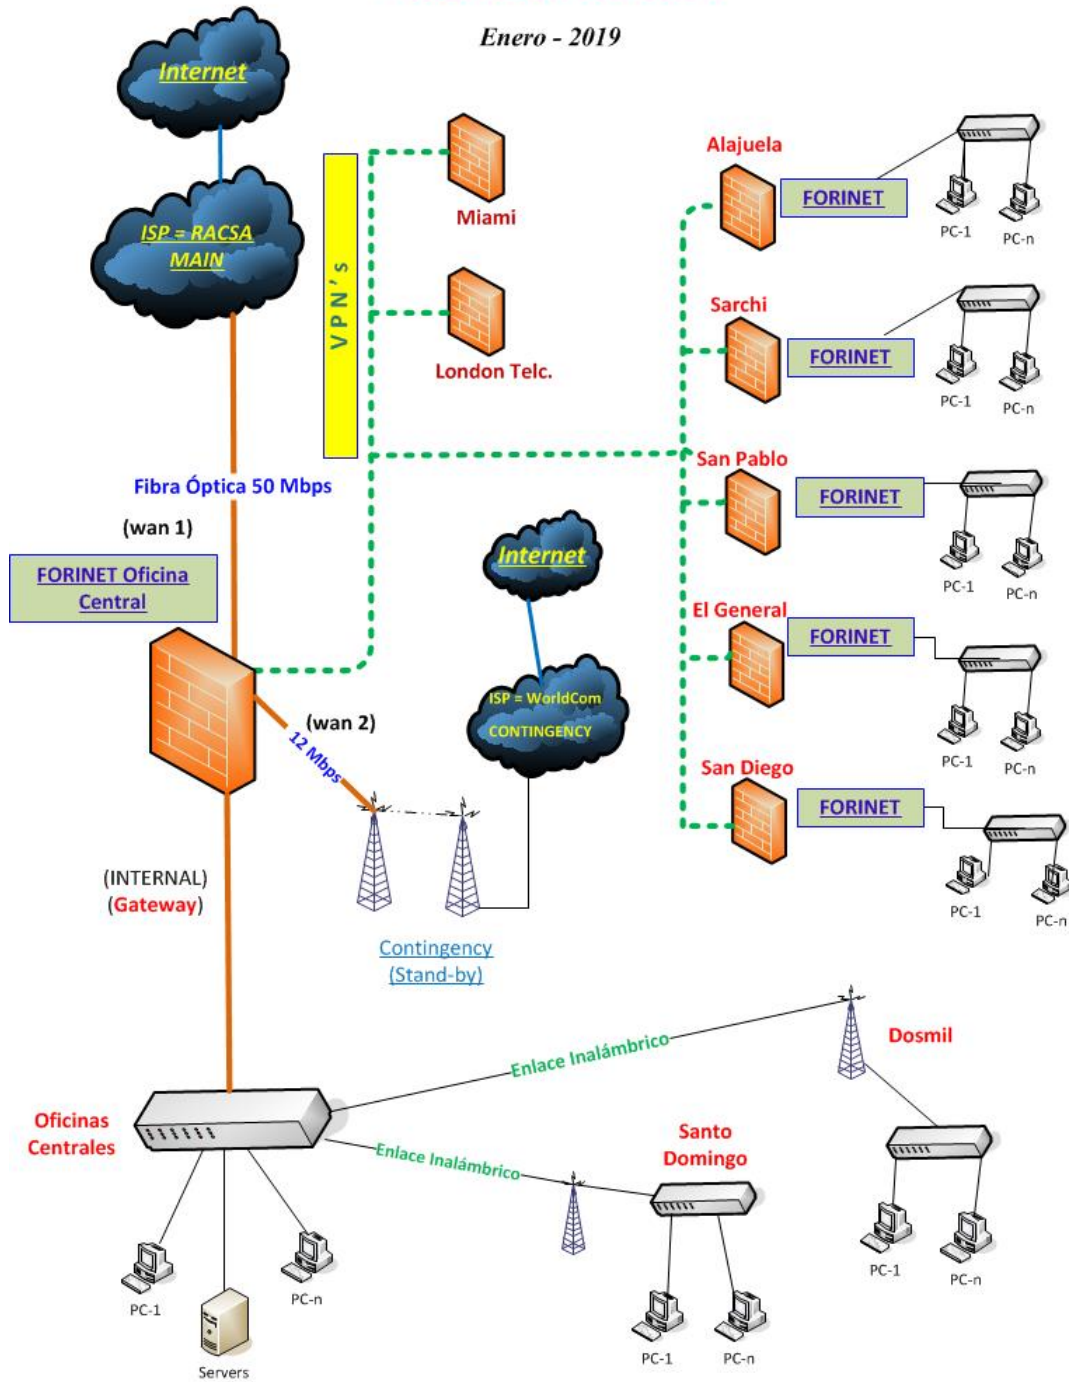 Enero - 2019
Internet
ISP = RACSA
MAIN
VPN's
Miami
London Telc.
Alajuela
FORINET
PC-1
PC-n
Sarchi
FORINET
PC-1
PC-n
San Pablo
FORINET
PC-1
PC-n
El General
FORINET
PC-1
PC-n
San Diego
FORINET
PC-1
PC-n
Fibra Óptica 50 Mbps
(wan 1)
FORINET Oficina
Central
Internet
ISP = WorldCom
CONTINGENCY
(wan 2)
12 Mbps
(INTERNAL)
(Gateway)
Contingency
(Stand-by)
Enlace Inalámbrico
Dosmil
PC-1
PC-n
Oficinas
Centrales
Enlace Inalámbrico
Santo
Domingo
PC-1
PC-n
PC-1
PC-n
Servers